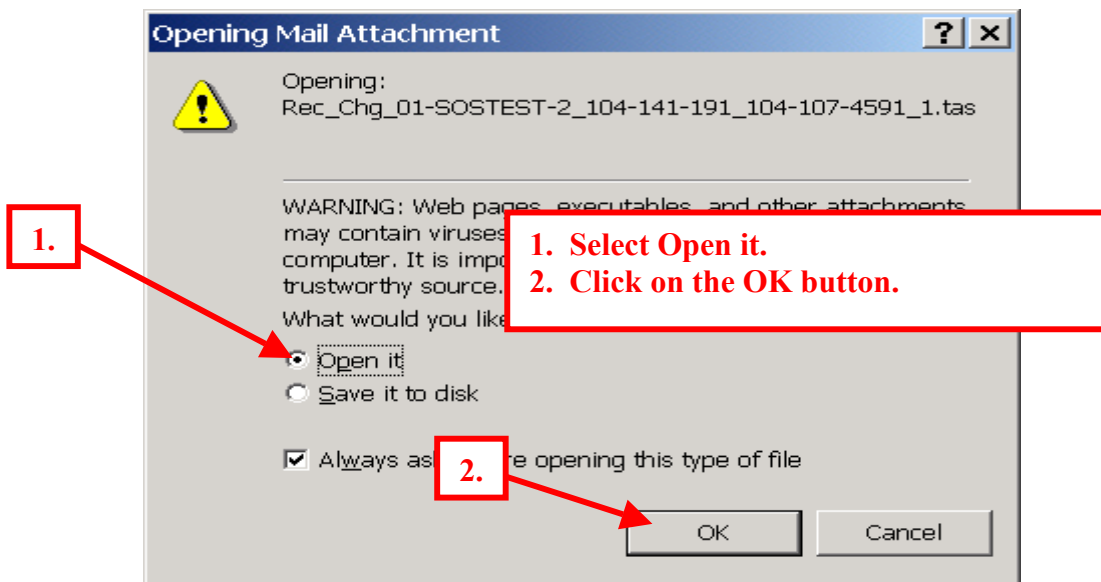 Opening Mail Attachment
Opening:
Rec_Chg_01-SOSTEST-2_104-141-191_104-107-4591_1.tas
WARNING: Web pages, executables, and other attachments
may contain viruses
computer. It is
trustworthy source.
What would you like
1.
1. Select Open it.
2. Click on the OK button.
Open it
Save it to disk
Always opening this type of file
2.
OK Cancel